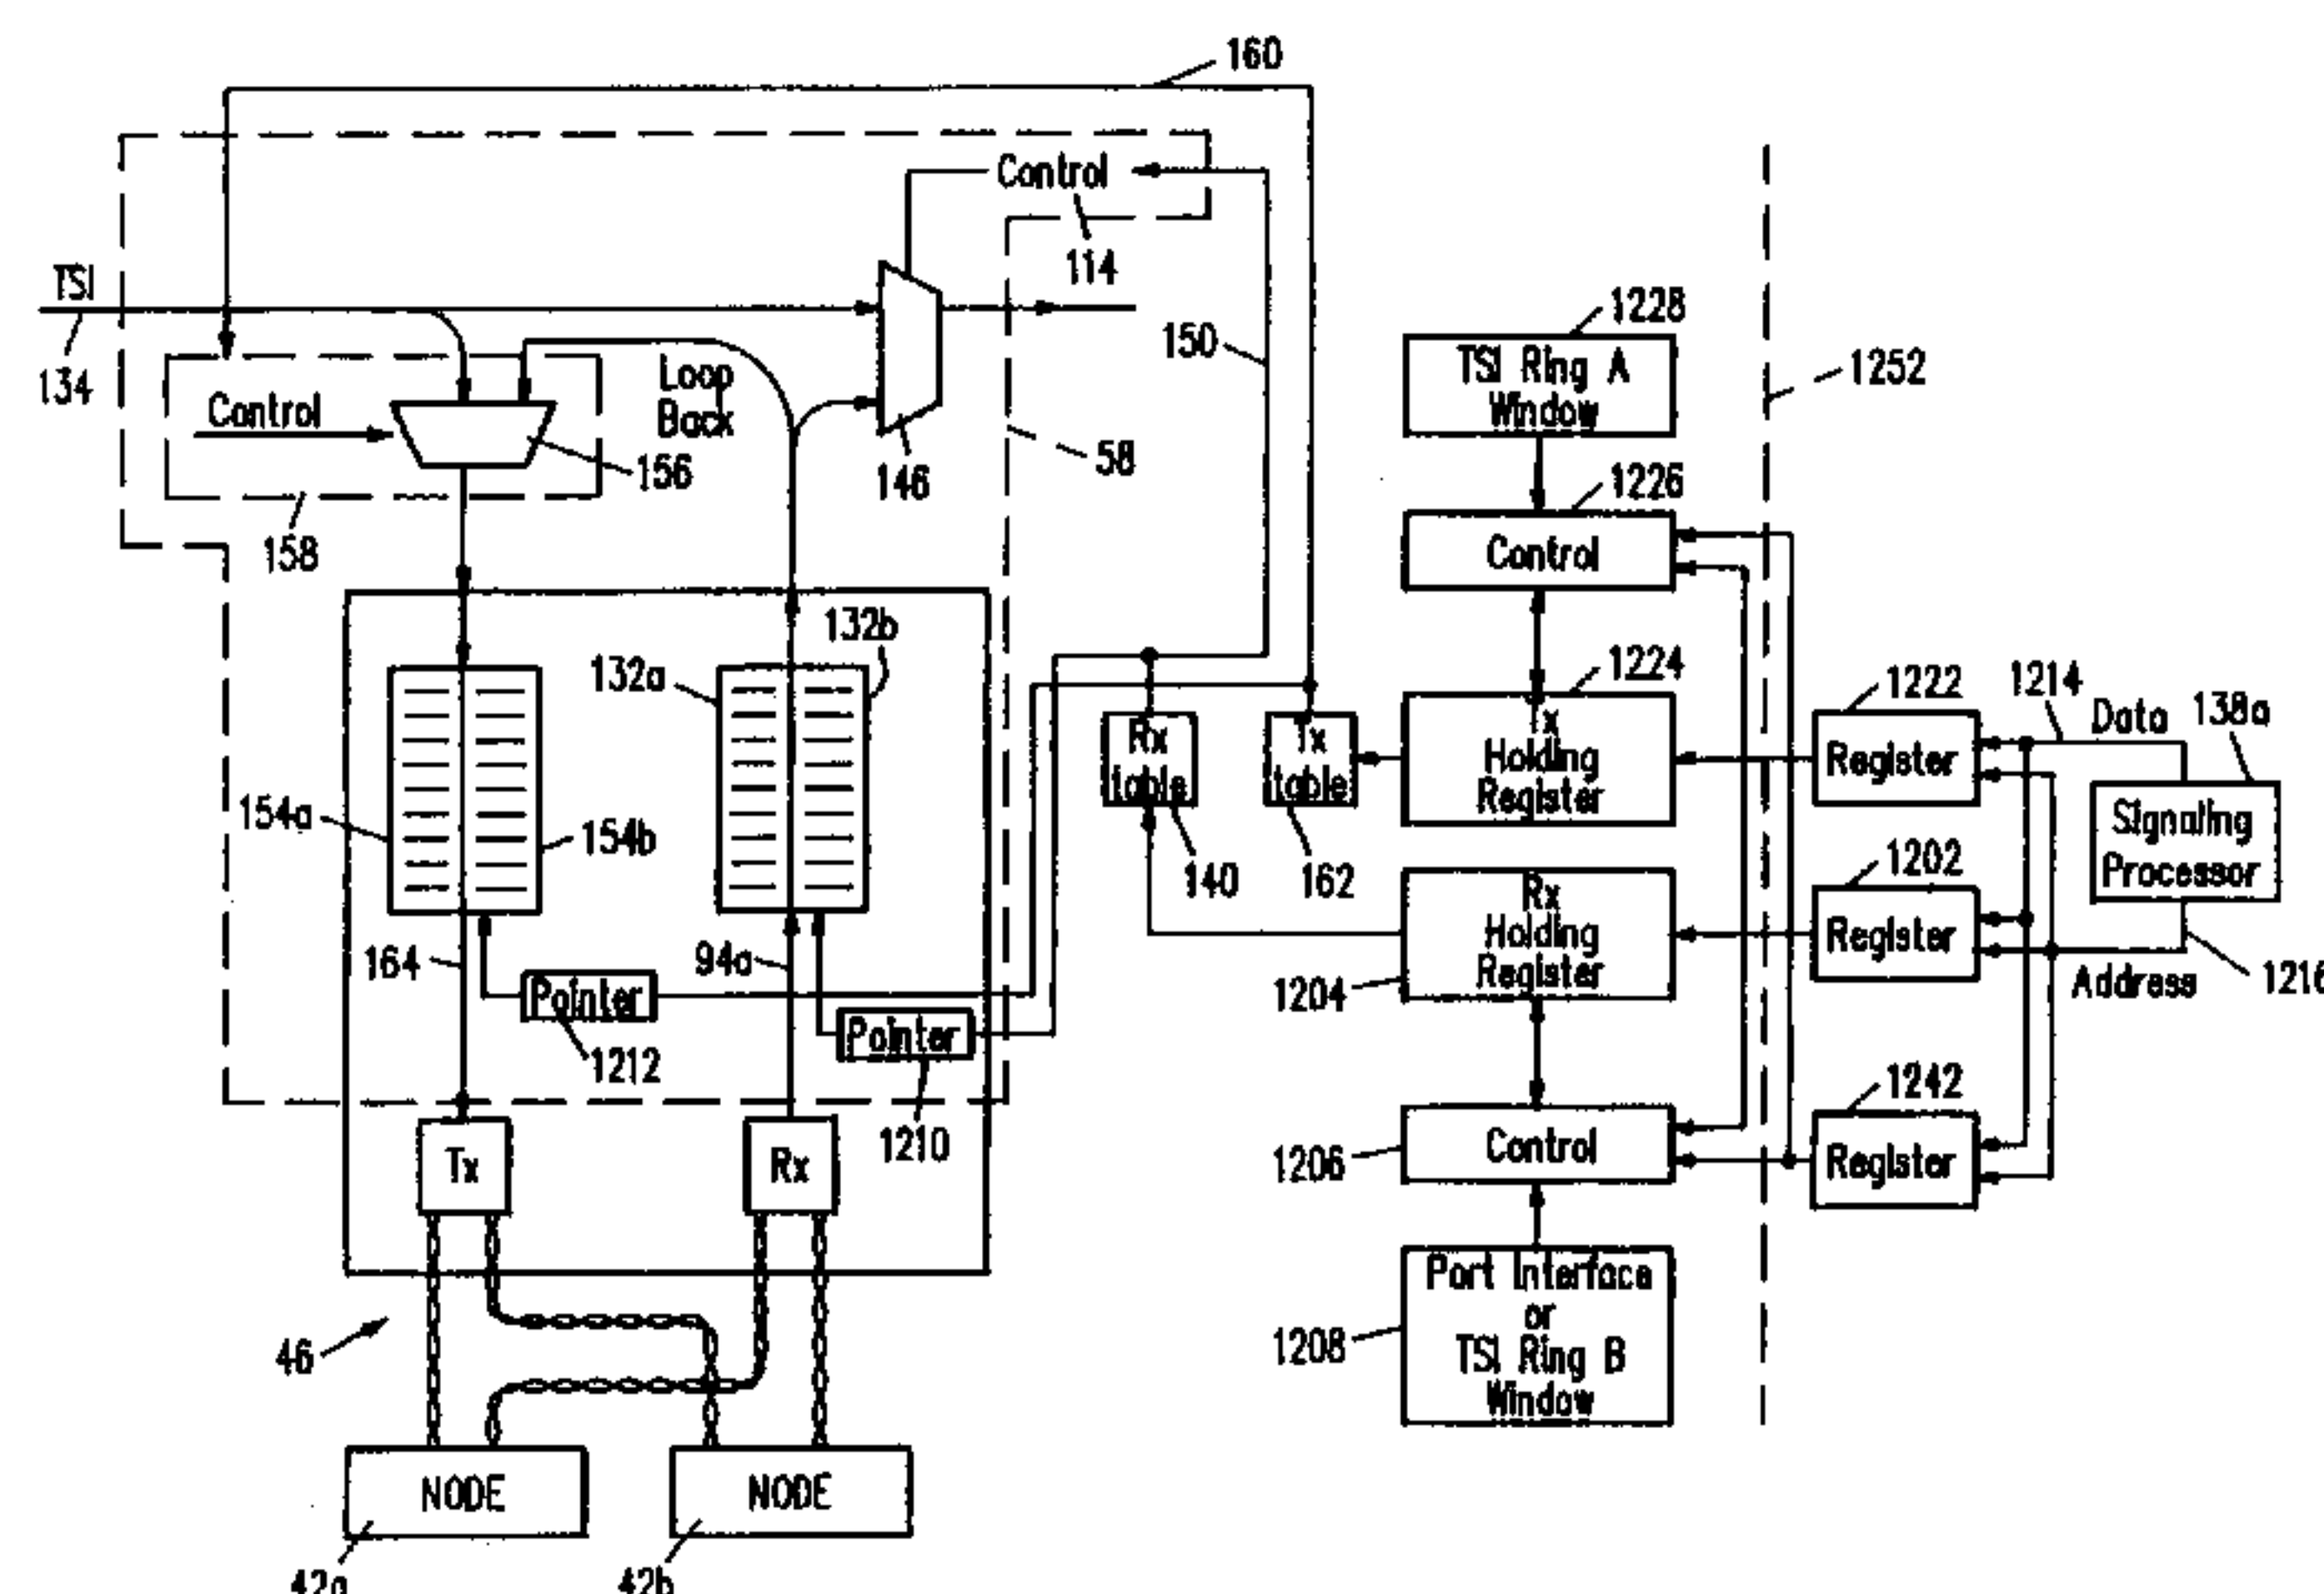 160
Control
114
TSI
134
Control
Loop
Back
156
146
58
158
150
1228
TSI Ring A
Window
1252
1226
Control
132a
132b
1224
Tx
Holding
Register
1222
Register
1214
Data
138a
Signaling
Processor
Rx
table
Tx
table
140
162
154a
154b
1202
Register
Rx
Holding
Register
1204
Address
1216
164
94a
Pointer
1212
Pointer
1210
1242
Register
1206
Control
Tx
Rx
Port Interface
or
TSI Ring B
Window
1208
46
NODE
NODE
42a
42b